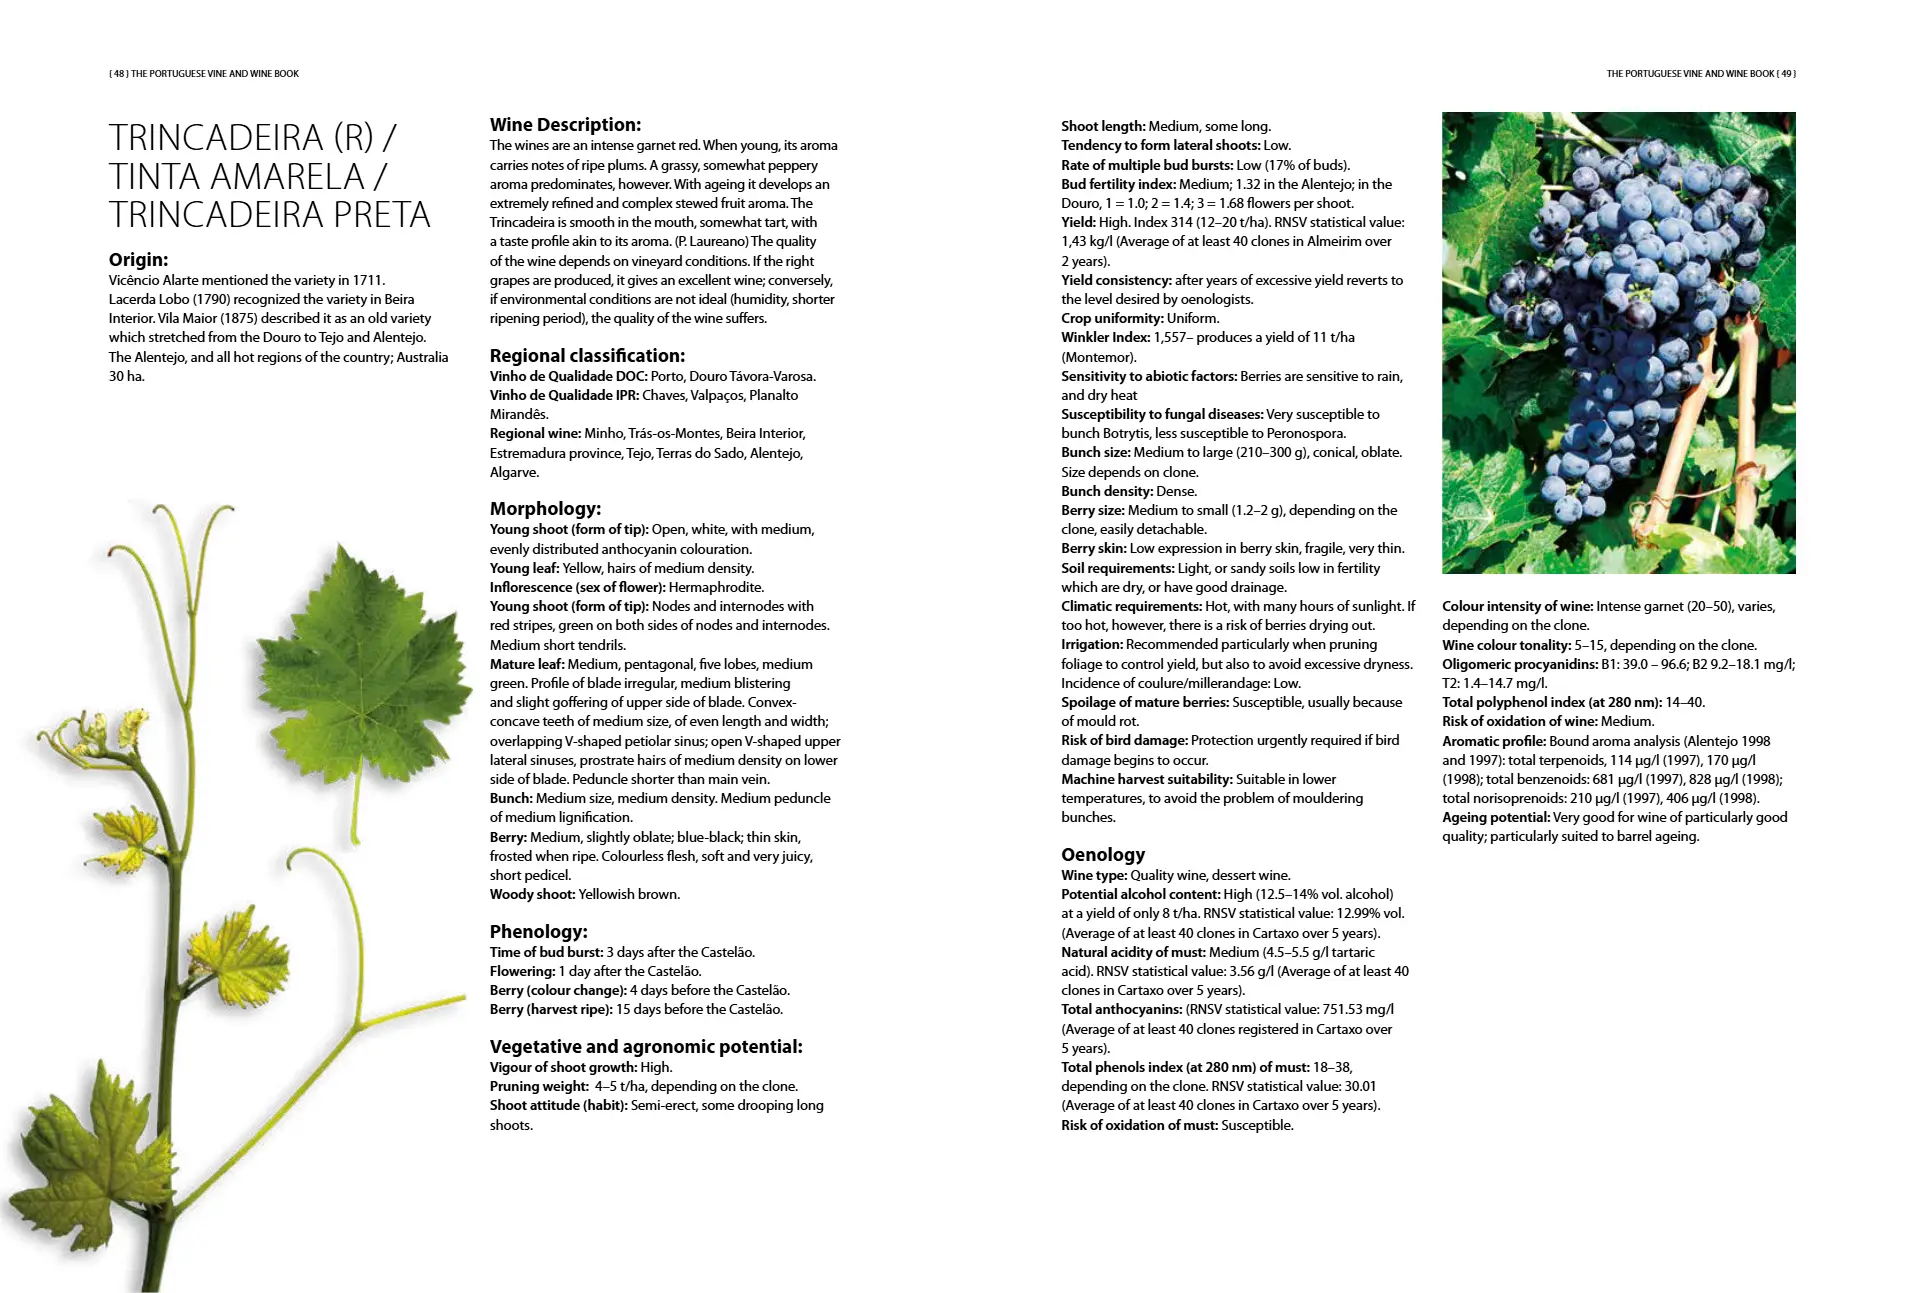 { 48 } THE PORTUGUESE VINE AND WINE BOOK
TRINCADEIRA (R) /
TINTA AMARELA /
TRINCADEIRA PRETA
Origin:
Vicêncio Alarte mentioned the variety in 1711.
Lacerda Lobo (1790) recognized the variety in Beira
Interior. Vila Maior (1875) described it as an old variety
which stretched from the Douro to Tejo and Alentejo.
The Alentejo, and all hot regions of the country; Australia
30 ha.
Wine Description:
The wines are an intense garnet red. When young, its aroma
carries notes of ripe plums. A grassy, somewhat peppery
aroma predominates, however. With ageing it develops an
extremely refined and complex stewed fruit aroma. The
Trincadeira is smooth in the mouth, somewhat tart, with
a taste profile akin to its aroma. (P. Laureano) The quality
of the wine depends on vineyard conditions. If the right
grapes are produced, it gives an excellent wine; conversely,
if environmental conditions are not ideal (humidity, shorter
ripening period), the quality of the wine suffers.
Regional classification:
Vinho de Qualidade DOC: Porto, Douro Távora-Varosa.
Vinho de Qualidade IPR: Chaves, Valpaços, Planalto
Mirandês.
Regional wine: Minho, Trás-os-Montes, Beira Interior,
Estremadura province, Tejo, Terras do Sado, Alentejo,
Algarve.
Morphology:
Young shoot (form of tip): Open, white, with medium,
evenly distributed anthocyanin colouration.
Young leaf: Yellow, hairs of medium density.
Inflorescence (sex of flower): Hermaphrodite.
Young shoot (form of tip): Nodes and internodes with
red stripes, green on both sides of nodes and internodes.
Medium short tendrils.
Mature leaf: Medium, pentagonal, five lobes, medium
green. Profile of blade irregular, medium blistering
and slight goffering of upper side of blade. Convex-
concave teeth of medium size, of even length and width;
overlapping V-shaped petiolar sinus; open V-shaped upper
lateral sinuses, prostrate hairs of medium density on lower
side of blade. Peduncle shorter than main vein.
Bunch: Medium size, medium density. Medium peduncle
of medium lignification.
Berry: Medium, slightly oblate; blue-black; thin skin,
frosted when ripe. Colourless flesh, soft and very juicy,
short pedicel.
Woody shoot: Yellowish brown.
Phenology:
Time of bud burst: 3 days after the Castelão.
Flowering: 1 day after the Castelão.
Berry (colour change): 4 days before the Castelão.
Berry (harvest ripe): 15 days before the Castelão.
Vegetative and agronomic potential:
Vigour of shoot growth: High.
Pruning weight: 4–5 t/ha, depending on the clone.
Shoot attitude (habit): Semi-erect, some drooping long
shoots.
THE PORTUGUESE VINE AND WINE BOOK { 49 }
Shoot length: Medium, some long.
Tendency to form lateral shoots: Low.
Rate of multiple bud bursts: Low (17% of buds).
Bud fertility index: Medium; 1.32 in the Alentejo; in the
Douro, 1 = 1.0; 2 = 1.4; 3 = 1.68 flowers per shoot.
Yield: High. Index 314 (12–20 t/ha). RNSV statistical value:
1,43 kg/l (Average of at least 40 clones in Almeirim over
2 years).
Yield consistency: after years of excessive yield reverts to
the level desired by oenologists.
Crop uniformity: Uniform.
Winkler Index: 1,557– produces a yield of 11 t/ha
(Montemor).
Sensitivity to abiotic factors: Berries are sensitive to rain,
and dry heat
Susceptibility to fungal diseases: Very susceptible to
bunch Botrytis, less susceptible to Peronospora.
Bunch size: Medium to large (210–300 g), conical, oblate.
Size depends on clone.
Bunch density: Dense.
Berry size: Medium to small (1.2–2 g), depending on the
clone, easily detachable.
Berry skin: Low expression in berry skin, fragile, very thin.
Soil requirements: Light, or sandy soils low in fertility
which are dry, or have good drainage.
Climatic requirements: Hot, with many hours of sunlight. If
too hot, however, there is a risk of berries drying out.
Irrigation: Recommended particularly when pruning
foliage to control yield, but also to avoid excessive dryness.
Incidence of coulure/millerandage: Low.
Spoilage of mature berries: Susceptible, usually because
of mould rot.
Risk of bird damage: Protection urgently required if bird
damage begins to occur.
Machine harvest suitability: Suitable in lower
temperatures, to avoid the problem of mouldering
bunches.
Oenology
Wine type: Quality wine, dessert wine.
Potential alcohol content: High (12.5–14% vol. alcohol)
at a yield of only 8 t/ha. RNSV statistical value: 12.99% vol.
(Average of at least 40 clones in Cartaxo over 5 years).
Natural acidity of must: Medium (4.5–5.5 g/l tartaric
acid). RNSV statistical value: 3.56 g/l (Average of at least 40
clones in Cartaxo over 5 years).
Total anthocyanins: (RNSV statistical value: 751.53 mg/l
(Average of at least 40 clones registered in Cartaxo over
5 years).
Total phenols index (at 280 nm) of must: 18–38,
depending on the clone. RNSV statistical value: 30.01
(Average of at least 40 clones in Cartaxo over 5 years).
Risk of oxidation of must: Susceptible.
Colour intensity of wine: Intense garnet (20–50), varies,
depending on the clone.
Wine colour tonality: 5–15, depending on the clone.
Oligomeric procyanidins: B1: 39.0 – 96.6; B2 9.2–18.1 mg/l;
T2: 1.4–14.7 mg/l.
Total polyphenol index (at 280 nm): 14–40.
Risk of oxidation of wine: Medium.
Aromatic profile: Bound aroma analysis (Alentejo 1998
and 1997): total terpenoids, 114 µg/l (1997), 170 µg/l
(1998); total benzenoids: 681 µg/l (1997), 828 µg/l (1998);
total norisoprenoids: 210 µg/l (1997), 406 µg/l (1998).
Ageing potential: Very good for wine of particularly good
quality; particularly suited to barrel ageing.